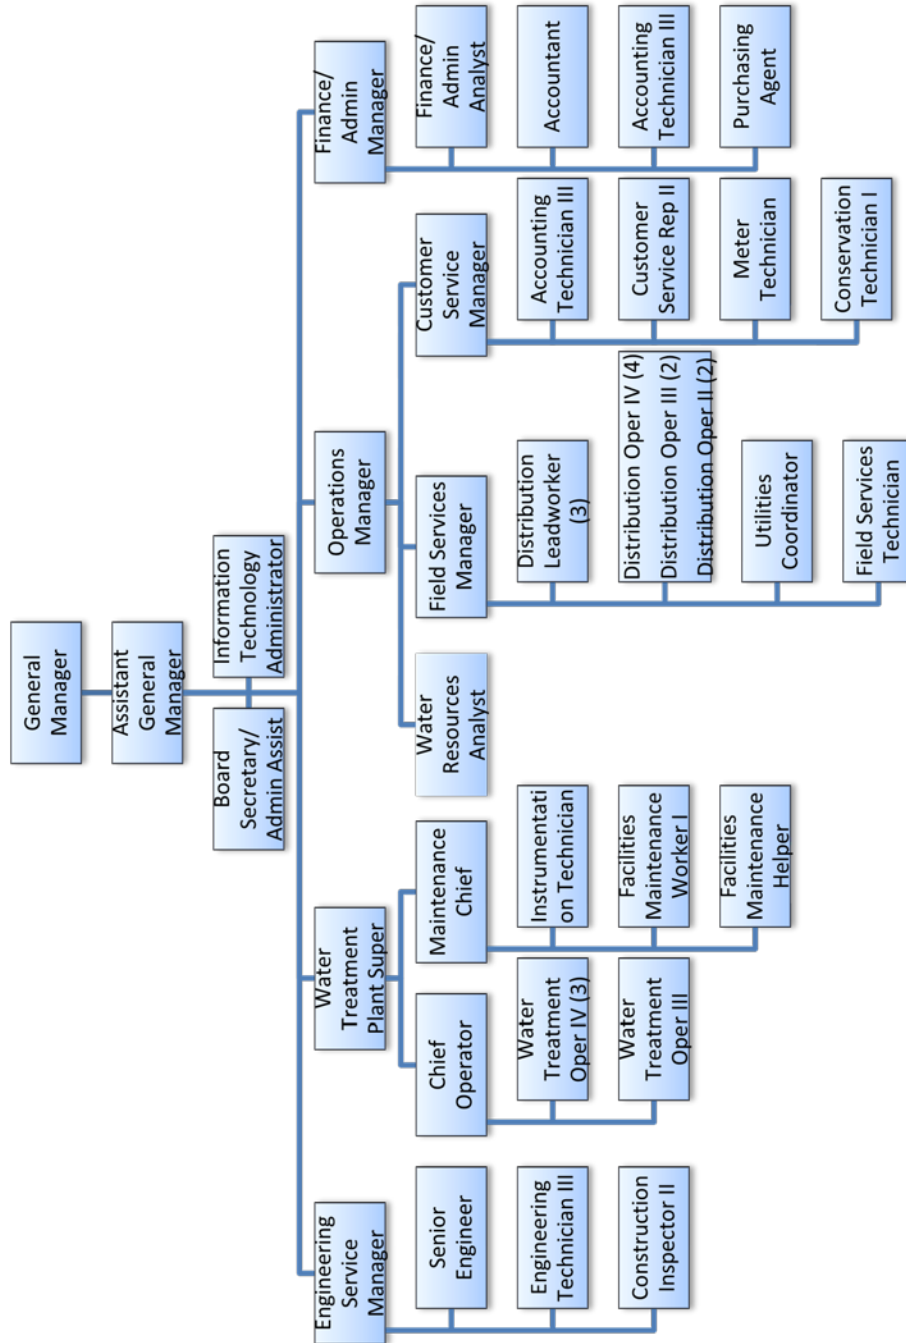 General
Manager
Assistant
General
Manager
Board
Secretary/
Admin Assist
Information
Technology
Administrator
Engineering
Service
Manager
Senior
Engineer
Engineering
Technician III
Construction
Inspector II
Water
Treatment
Plant Super
Chief
Operator
Water
Treatment
Oper IV (3)
Water
Treatment
Oper III
Maintenance
Chief
Instrumentati
on Technician
Facilities
Maintenance
Worker I
Facilities
Maintenance
Helper
Operations
Manager
Water
Resources
Analyst
Field Services
Manager
Distribution
Leadworker
(3)
Distribution Oper IV (4)
Distribution Oper III (2)
Distribution Oper II (2)
Utilities
Coordinator
Field Services
Technician
Customer
Service
Manager
Accounting
Technician III
Customer
Service Rep II
Meter
Technician
Conservation
Technician I
Finance/
Admin
Manager
Finance/
Admin
Analyst
Accountant
Accounting
Technician III
Purchasing
Agent